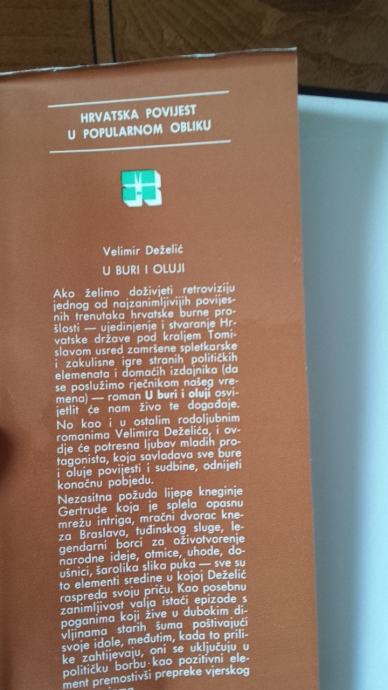 HRVATSKA POVIJEST
U POPULARNOM OBLIKU
Velimir Deželić
U BURI I OLUJI
Ako želimo doživjeti retroviziju
jednog od najzanimljivijih povijes-
nih trenutaka hrvatske burne pro-
šlosti — ujedinjenje i stvaranje Hr-
vatske države pod kraljem Tomi-
slavom usred zamršene spletkarske
i zakulisne igre stranih političkih
elemenata i domaćih izdajnika (da
se poslužimo rječnikom našeg vre-
mena) — roman U buri i oluji osvi-
jetlit će nam živo te događaje.
No kao i u ostalim rodoljubnim
romanima Velimira Deželića, i ov-
dje će potresna ljubav mladih pro-
tagonista, koja savladava sve bure
i oluje povijesti i sudbine, odnijeti
konačnu pobjedu.
Nezasitna požuda lijepe kneginje
Gertrude koja je splela opasnu
mrežu intriga, mračni dvorac kne-
za Braslava, tuđinskog sluge, le-
gendarni borci za oživotvorenje
narodne ideje, otmice, uhode, do-
ušnici, šarolika slika puka — sve su
to elementi sredine u kojoj Deželić
raspreda svoju priču. Kao posebnu
zanimljivost valja istaći epizode s
poganima koji žive u dubokim di-
vljinama starih šuma poštivajući
svoje idole, međutim, kada to prili-
ke zahtijevaju, oni se uključuju u
političku borbu kao pozitivni ele-
ment premostivši prepreke vjerskog